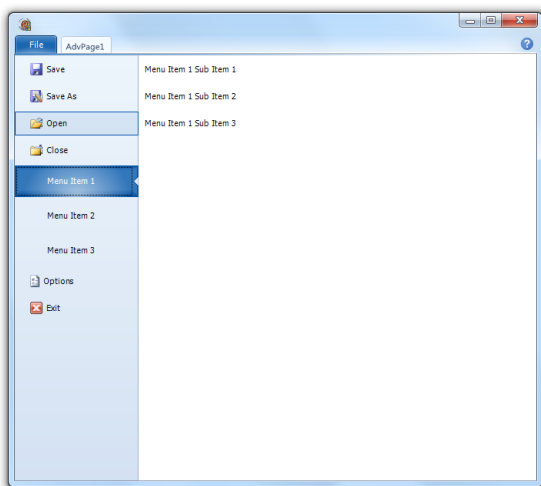 File AdvPage1
Save
Save As
Open
Close
Menu Item 1
Menu Item 2
Menu Item 3
Options
Exit
Menu Item 1 Sub Item 1
Menu Item 1 Sub Item 2
Menu Item 1 Sub Item 3